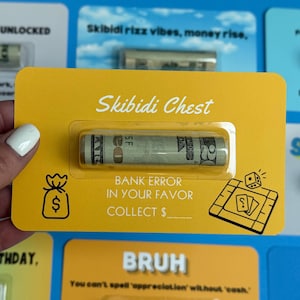 UNLOCKED
Skibidi rizz vibes, money rise.
Skibidi Chest
BANK ERROR
IN YOUR FAVOR
COLLECT $____
$
THDAY,
BRUH
You can't spell 'appreciation' without 'cash.'